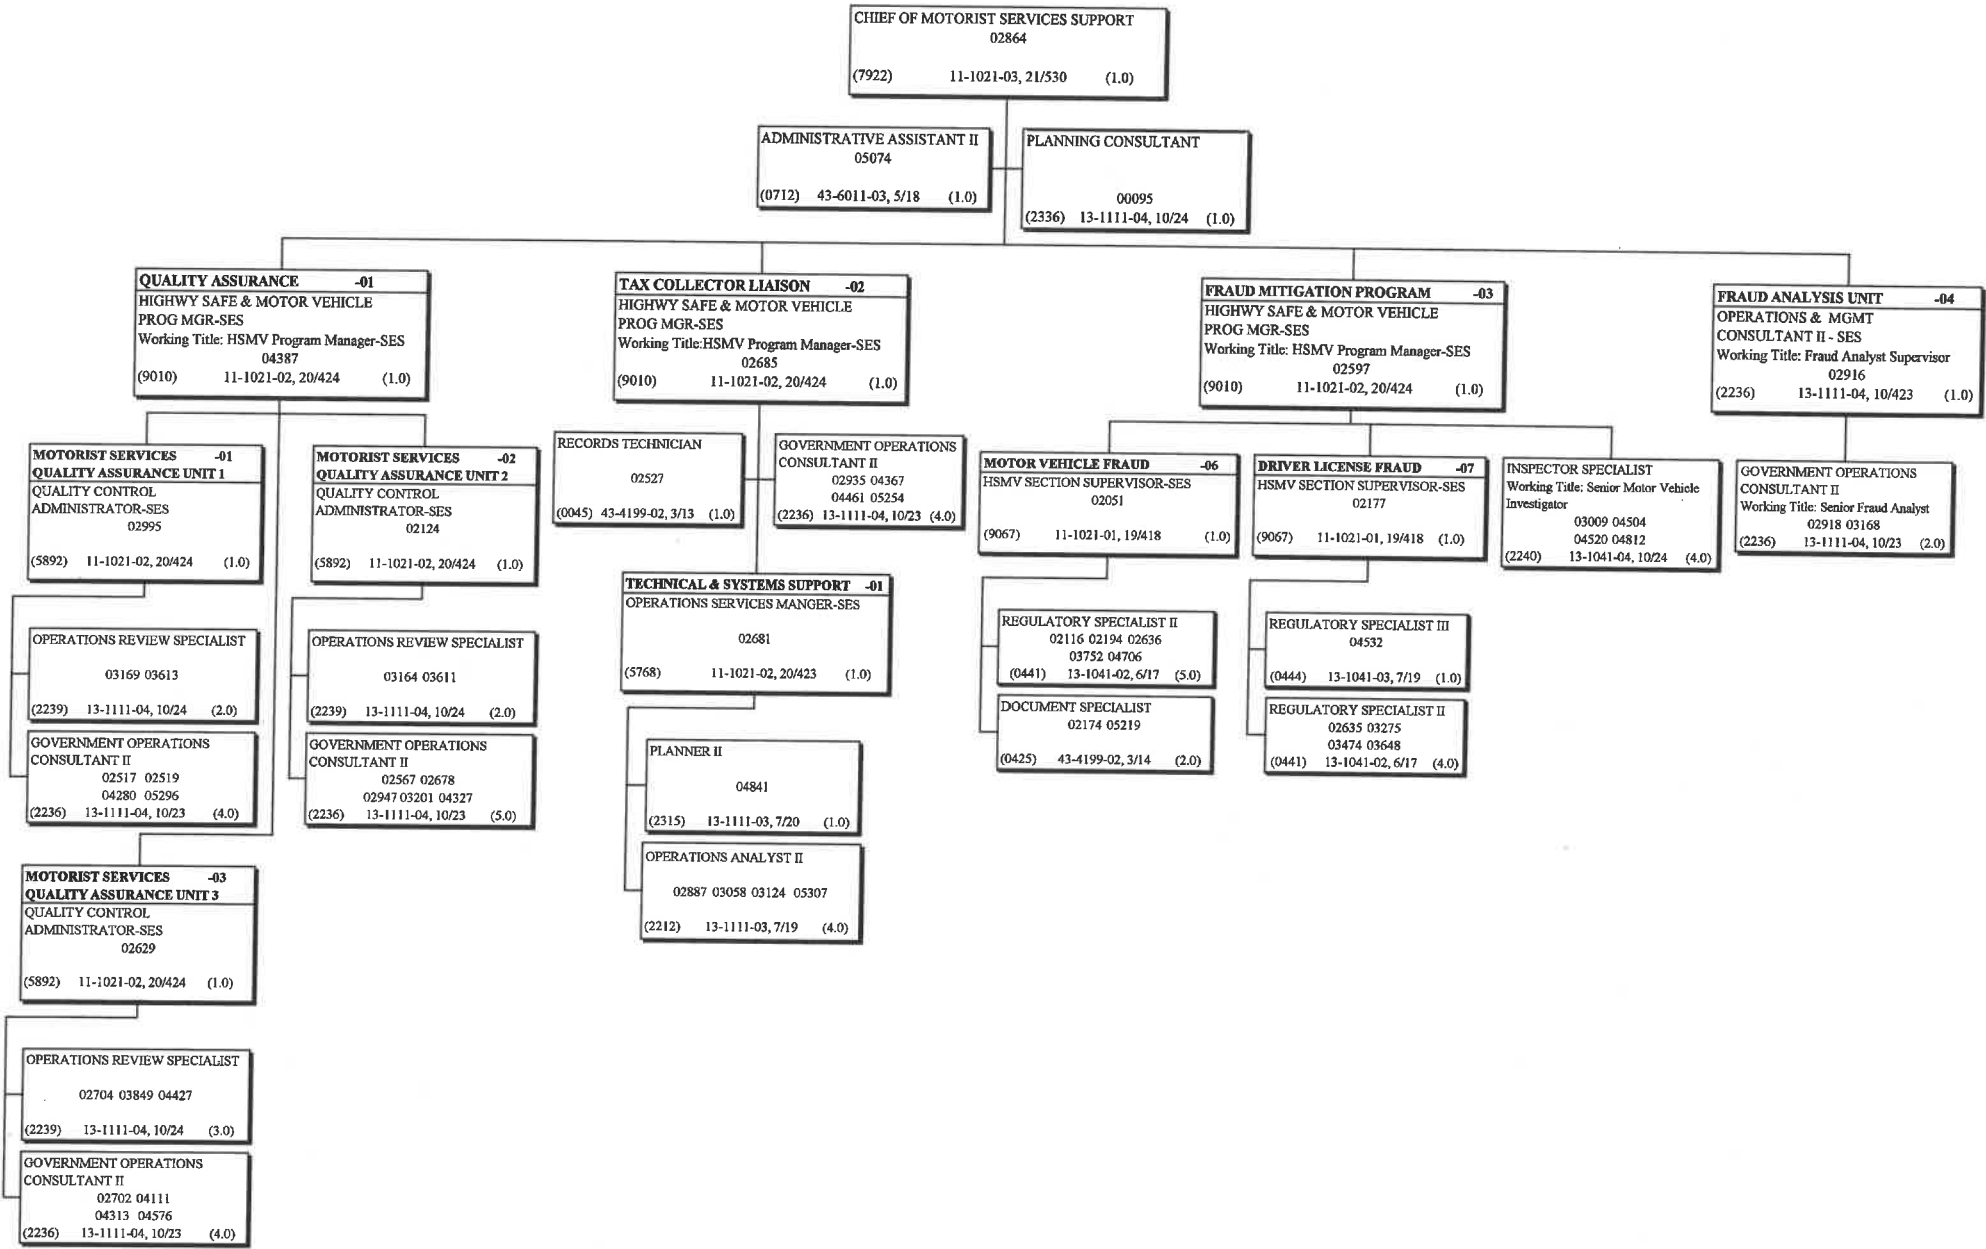 CHIEF OF MOTORIST SERVICES SUPPORT
02864
(7922) 11-1021-03, 21/530 (1.0)
ADMINISTRATIVE ASSISTANT II
05074
(0712) 43-6011-03, 5/18 (1.0)
PLANNING CONSULTANT
00095
(2336) 13-1111-04, 10/24 (1.0)
QUALITY ASSURANCE -01
HIGHWY SAFE & MOTOR VEHICLE
PROG MGR-SES
Working Title: HSMV Program Manager-SES
04387
(9010) 11-1021-02, 20/424 (1.0)
TAX COLLECTOR LIAISON -02
HIGHWY SAFE & MOTOR VEHICLE
PROG MGR-SES
Working Title:HSMV Program Manager-SES
02685
(9010) 11-1021-02, 20/424 (1.0)
FRAUD MITIGATION PROGRAM -03
HIGHWY SAFE & MOTOR VEHICLE
PROG MGR-SES
Working Title: HSMV Program Manager-SES
02597
(9010) 11-1021-02, 20/424 (1.0)
FRAUD ANALYSIS UNIT -04
OPERATIONS & MGMT
CONSULTANT II - SES
Working Title: Fraud Analyst Supervisor
02916
(2236) 13-1111-04, 10/423 (1.0)
MOTORIST SERVICES -01
QUALITY ASSURANCE UNIT 1
QUALITY CONTROL
ADMINISTRATOR-SES
02995
(5892) 11-1021-02, 20/424 (1.0)
MOTORIST SERVICES -02
QUALITY ASSURANCE UNIT 2
QUALITY CONTROL
ADMINISTRATOR-SES
02124
(5892) 11-1021-02, 20/424 (1.0)
RECORDS TECHNICIAN
02527
(0045) 43-4199-02, 3/13 (1.0)
GOVERNMENT OPERATIONS
CONSULTANT II
02935 04367
04461 05254
(2236) 13-1111-04, 10/23 (4.0)
MOTOR VEHICLE FRAUD -06
HSMV SECTION SUPERVISOR-SES
02051
(9067) 11-1021-01, 19/418 (1.0)
DRIVER LICENSE FRAUD -07
HSMV SECTION SUPERVISOR-SES
02177
(9067) 11-1021-01, 19/418 (1.0)
INSPECTOR SPECIALIST
Working Title: Senior Motor Vehicle
Investigator
03009 04504
04520 04812
(2240) 13-1041-04, 10/24 (4.0)
GOVERNMENT OPERATIONS
CONSULTANT II
Working Title: Senior Fraud Analyst
02918 03168
(2236) 13-1111-04, 10/23 (2.0)
OPERATIONS REVIEW SPECIALIST
03169 03613
(2239) 13-1111-04, 10/24 (2.0)
GOVERNMENT OPERATIONS
CONSULTANT II
02517 02519
04280 05296
(2236) 13-1111-04, 10/23 (4.0)
OPERATIONS REVIEW SPECIALIST
03164 03611
(2239) 13-1111-04, 10/24 (2.0)
GOVERNMENT OPERATIONS
CONSULTANT II
02567 02678
02947 03201 04327
(2236) 13-1111-04, 10/23 (5.0)
TECHNICAL & SYSTEMS SUPPORT -01
OPERATIONS SERVICES MANGER-SES
02681
(5768) 11-1021-02, 20/423 (1.0)
PLANNER II
04841
(2315) 13-1111-03, 7/20 (1.0)
OPERATIONS ANALYST II
02887 03058 03124 05307
(2212) 13-1111-03, 7/19 (4.0)
REGULATORY SPECIALIST II
02116 02194 02636
03752 04706
(0441) 13-1041-02, 6/17 (5.0)
DOCUMENT SPECIALIST
02174 05219
(0425) 43-4199-02, 3/14 (2.0)
REGULATORY SPECIALIST III
04532
(0444) 13-1041-03, 7/19 (1.0)
REGULATORY SPECIALIST II
02635 03275
03474 03648
(0441) 13-1041-02, 6/17 (4.0)
MOTORIST SERVICES -03
QUALITY ASSURANCE UNIT 3
QUALITY CONTROL
ADMINISTRATOR-SES
02629
(5892) 11-1021-02, 20/424 (1.0)
OPERATIONS REVIEW SPECIALIST
02704 03849 04427
(2239) 13-1111-04, 10/24 (3.0)
GOVERNMENT OPERATIONS
CONSULTANT II
02702 04111
04313 04576
(2236) 13-1111-04, 10/23 (4.0)